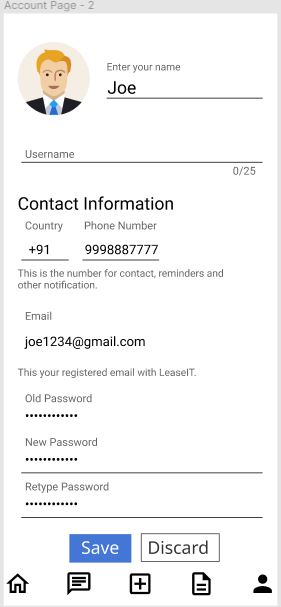 Account Page - 2
Enter your name
Joe
Username
0/25
Contact Information
Country Phone Number
+91 9998887777
This is the number for contact, reminders and
other notification.
Email
joe1234@gmail.com
This your registered email with LeaseIT.
Old Password
••••••••••••
New Password
••••••••••••
Retype Password
••••••••••••
Save Discard